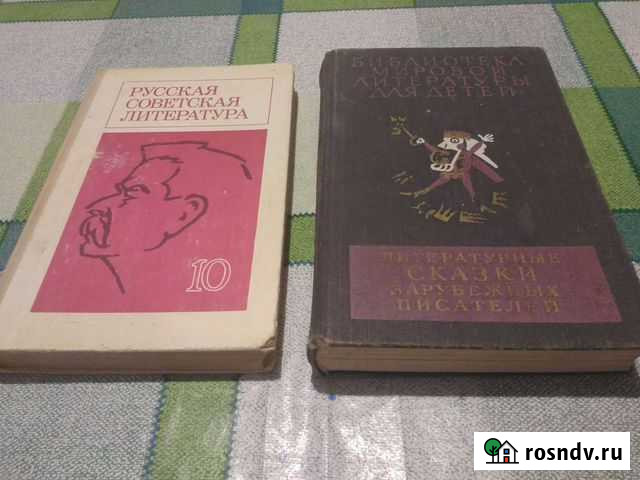 РУССКАЯ
СОВЕТСКАЯ
ЛИТЕРАТУРА
10
БИБЛИОТЕКА
МИРОВОЙ
ЛИТЕРАТУРЫ
ДЛЯ ДЕТЕЙ
ЛИТЕРАТУРНЫЕ
СКАЗКИ
ЗАРУБЕЖНЫХ
ПИСАТЕЛЕЙ
rosndv.ru